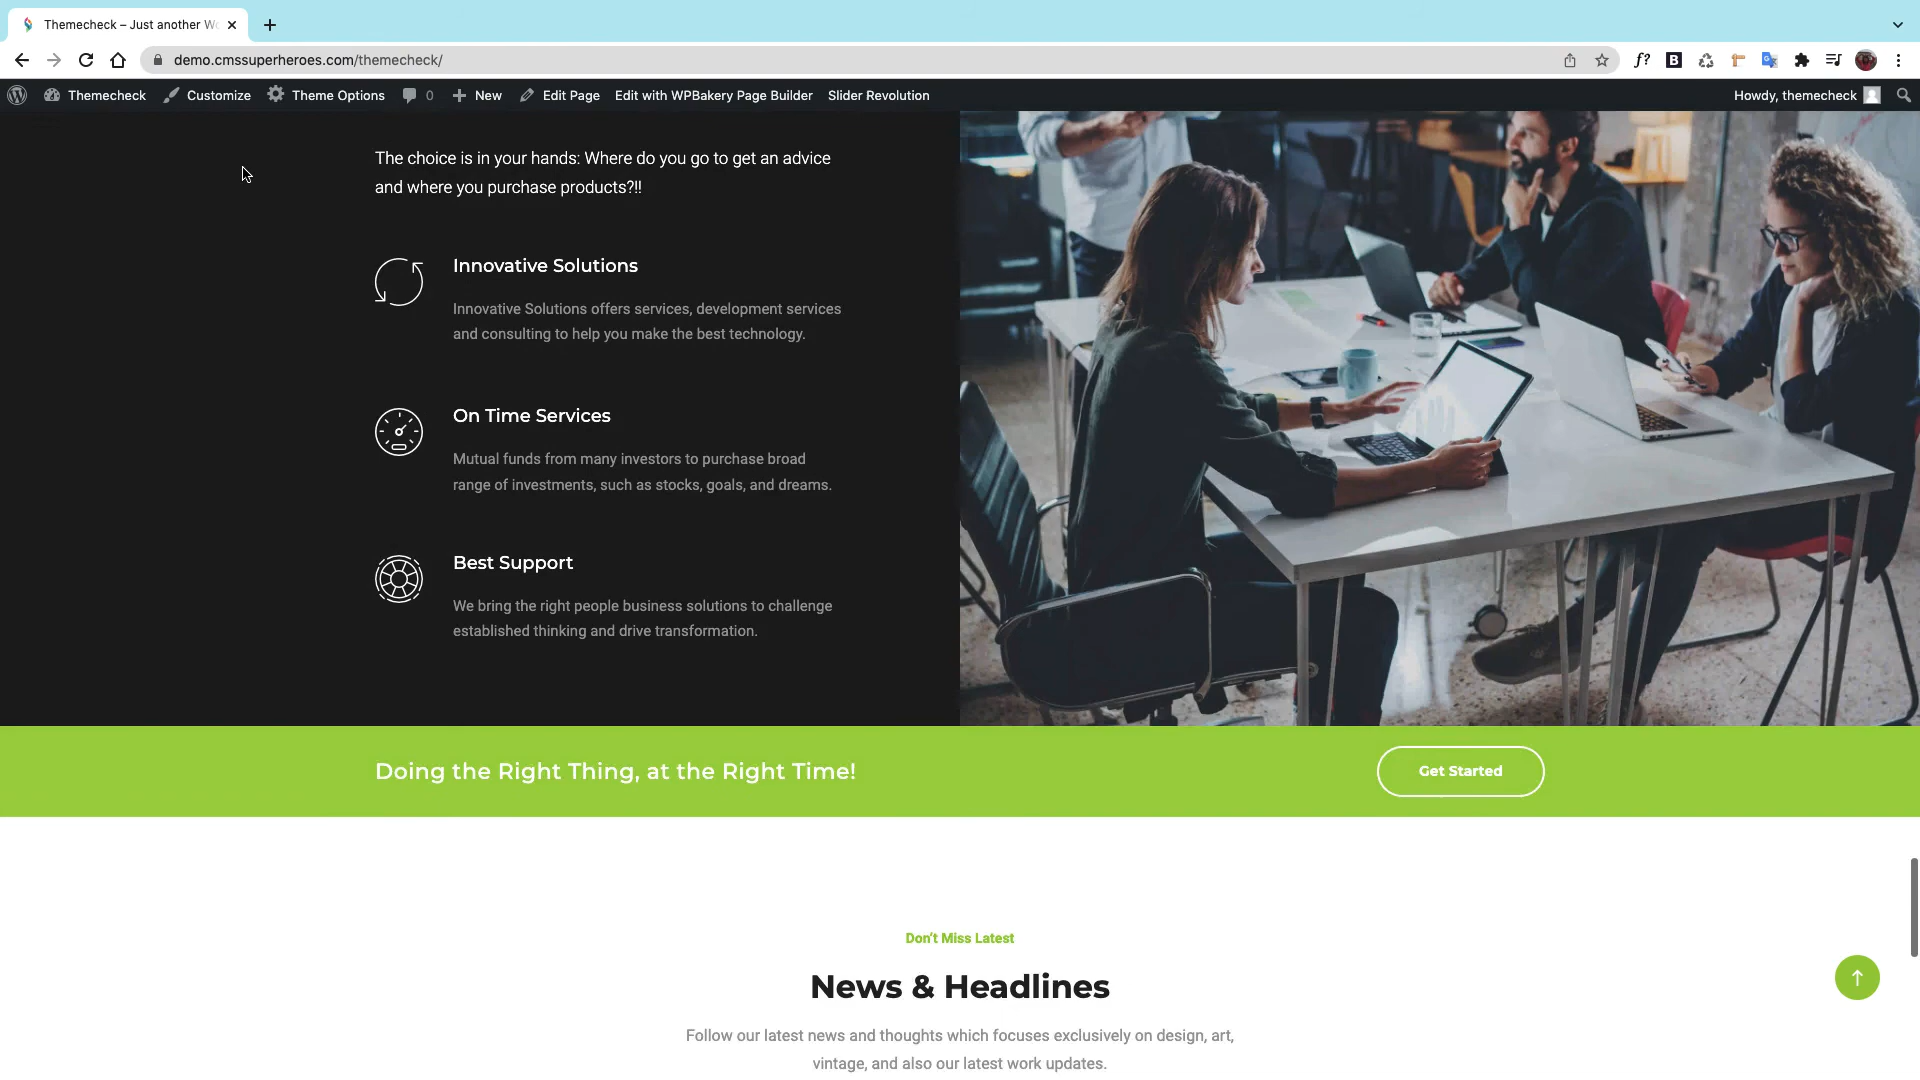 Themecheck – Just another Wo
demo.cmssuperheroes.com/themecheck/
Themecheck Customize Theme Options 0 New Edit Page Edit with WPBakery Page Builder Slider Revolution Howdy, themecheck
The choice is in your hands: Where do you go to get an advice
and where you purchase products?!!
Innovative Solutions
Innovative Solutions offers services, development services
and consulting to help you make the best technology.
On Time Services
Mutual funds from many investors to purchase broad
range of investments, such as stocks, goals, and dreams.
Best Support
We bring the right people business solutions to challenge
established thinking and drive transformation.
Doing the Right Thing, at the Right Time!
Get Started
Don't Miss Latest
News & Headlines
Follow our latest news and thoughts which focuses exclusively on design, art,
vintage, and also our latest work updates.